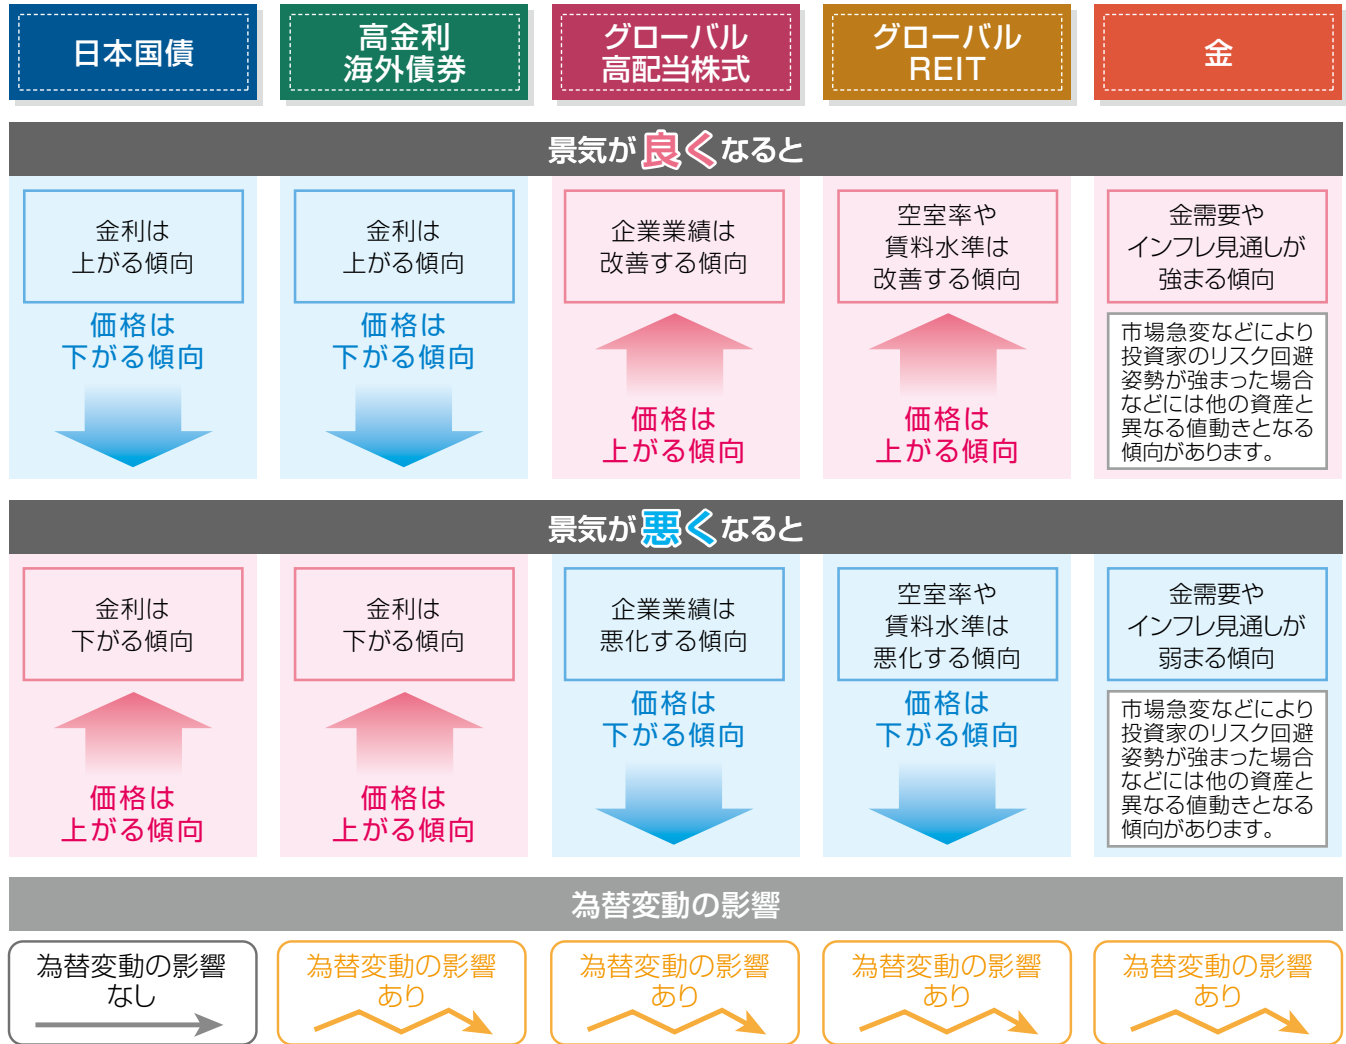 日本国債
高金利
海外債券
グローバル
高配当株式
グローバル
REIT
金
景気が良くなると
金利は
上がる傾向
価格は
下がる傾向
金利は
上がる傾向
価格は
下がる傾向
企業業績は
改善する傾向
価格は
上がる傾向
空室率や
賃料水準は
改善する傾向
価格は
上がる傾向
金需要や
インフレ見通しが
強まる傾向
市場急変などにより
投資家のリスク回避
姿勢が強まった場合
などには他の資産と
異なる値動きとなる
傾向があります。
景気が悪くなると
金利は
下がる傾向
価格は
上がる傾向
金利は
下がる傾向
価格は
上がる傾向
企業業績は
悪化する傾向
価格は
下がる傾向
空室率や
賃料水準は
悪化する傾向
価格は
下がる傾向
金需要や
インフレ見通しが
弱まる傾向
市場急変などにより
投資家のリスク回避
姿勢が強まった場合
などには他の資産と
異なる値動きとなる
傾向があります。
為替変動の影響
為替変動の影響
なし
為替変動の影響
あり
為替変動の影響
あり
為替変動の影響
あり
為替変動の影響
あり